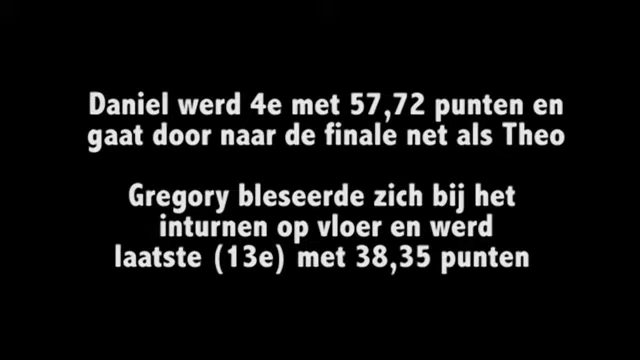 Daniel werd 4e met 57,72 punten en
gaat door naar de finale net als Theo
Gregory bleseerde zich bij het
inturnen op vloer en werd
laatste (13e) met 38,35 punten